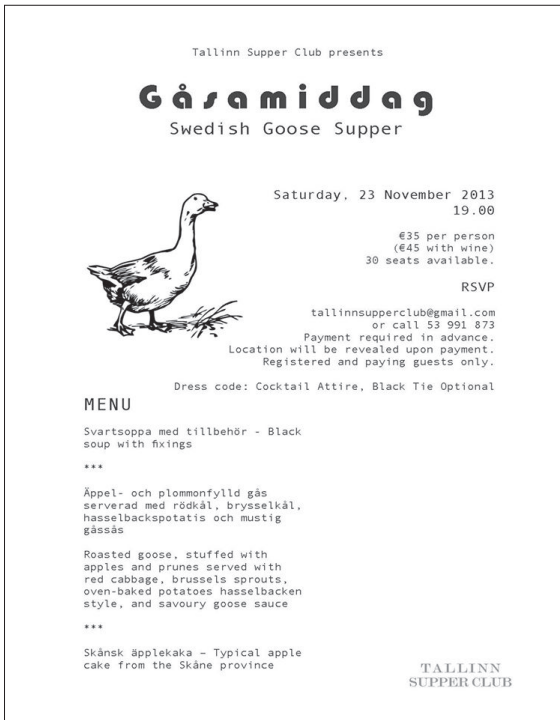 Tallinn Supper Club presents
Gåsamiddag
Swedish Goose Supper
Saturday, 23 November 2013
19.00
€35 per person
(€45 with wine)
30 seats available.
RSVP
tallinnsupperclub@gmail.com
or call 53 991 873
Payment required in advance.
Location will be revealed upon payment.
Registered and paying guests only.
Dress code: Cocktail Attire, Black Tie Optional
MENU
Svartsoppa med tillbehör - Black
soup with fixings
***
Äppel- och plommonfylld gås
serverad med rödkål, brysselkål,
hasselbackspotatis och mustig
gåssås
Roasted goose, stuffed with
apples and prunes served with
red cabbage, brussels sprouts,
oven-baked potatoes hasselbacken
style, and savoury goose sauce
***
Skånsk äpplekaka – Typical apple
cake from the Skåne province
TALLINN
SUPPER CLUB